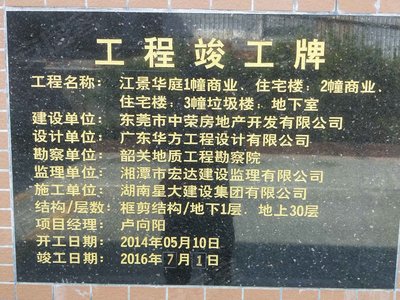 工程竣工牌
工程名称：江景华庭1幢商业、住宅楼；2幢商业、
住宅楼；3幢垃圾楼；地下室
建设单位：东莞市中荣房地产开发有限公司
设计单位：广东华方工程设计有限公司
勘察单位：韶关地质工程勘察院
监理单位：湘潭市宏达建设监理有限公司
施工单位：湖南星大建设集团有限公司
结构/层数：框剪结构/地下1层、地上30层
项目经理：卢向阳
开工日期：2014年05月10日
竣工日期：2016年7月1日